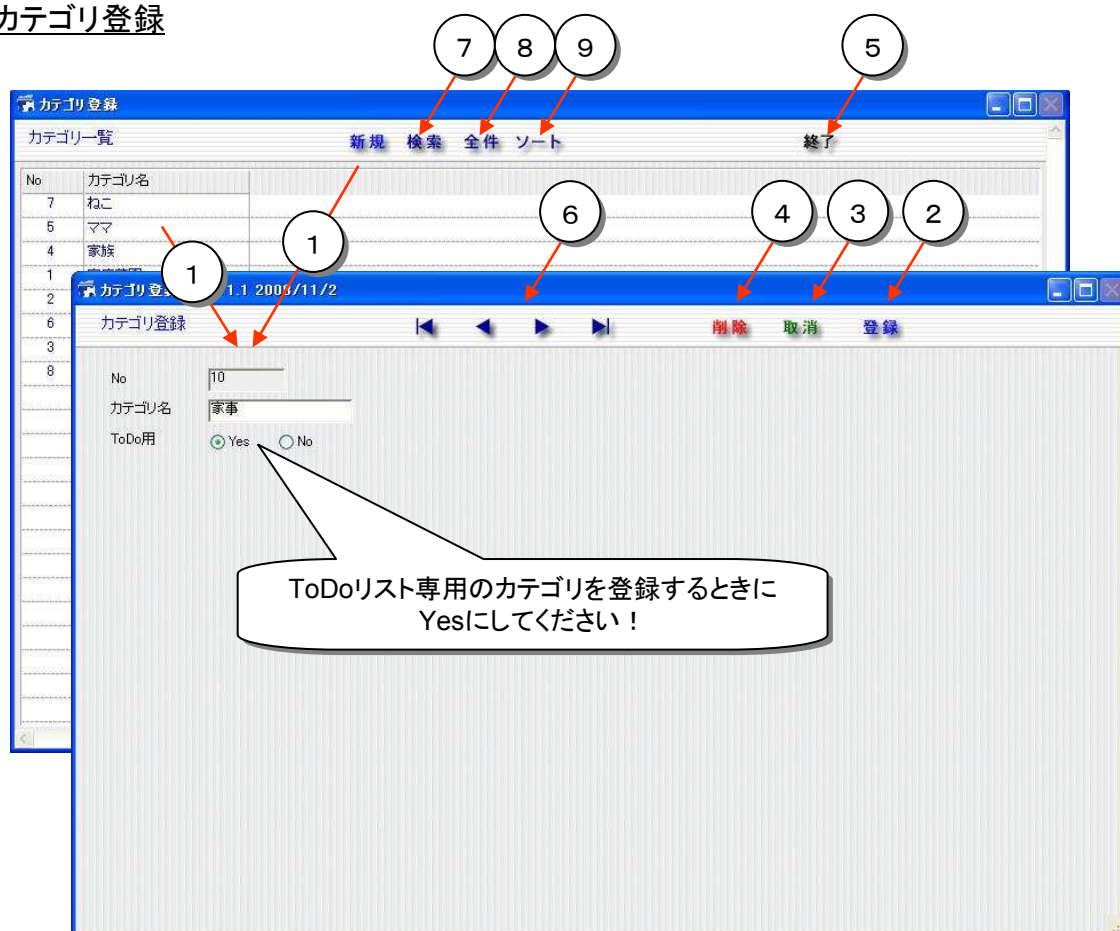 カテゴリ登録
7 8 9 5
カテゴリ登録
カテゴリ一覧 新規 検索 全件 ソート 終了
No カテゴリ名
7 ねこ
5 ママ
4 家族
1
2
6
3
8
6 4 3 2
1
1
カテゴリ登 1.1 2008/11/2
カテゴリ登録 削除 取消 登録
No 10
カテゴリ名 家事
ToDo用 Yes No
ToDoリスト専用のカテゴリを登録するときに
Yesにしてください！